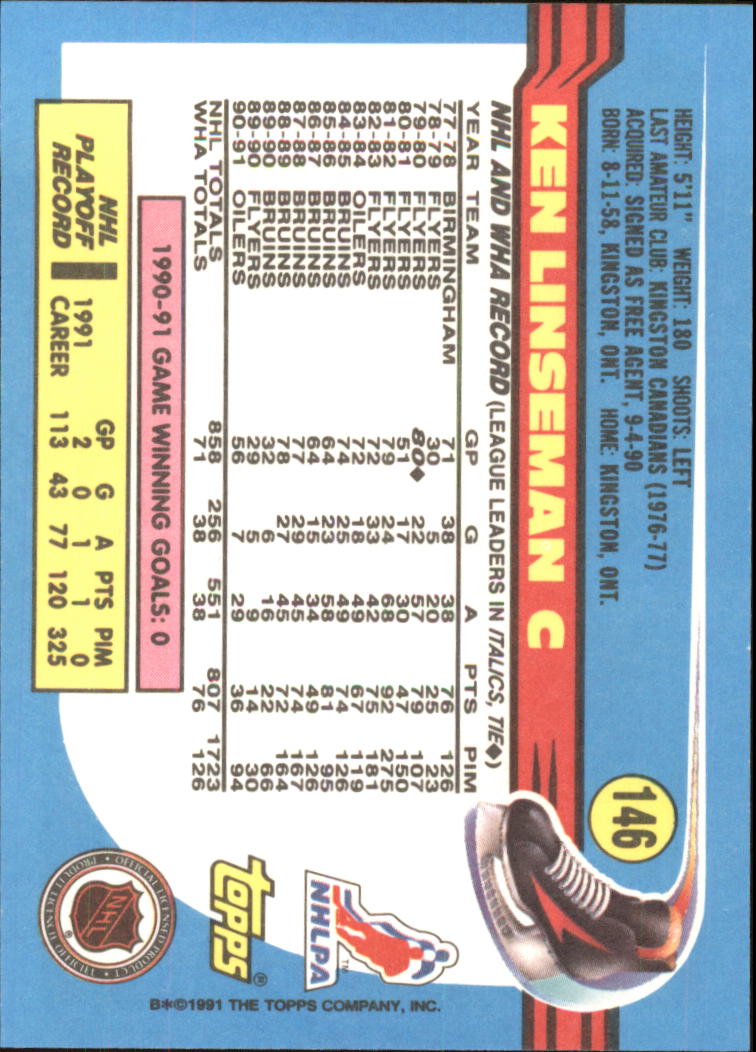 HEIGHT: 5'11" WEIGHT: 180 SHOOTS: LEFT
LAST AMATEUR CLUB: KINGSTON CANADIANS (1976-77)
ACQUIRED: SIGNED AS FREE AGENT, 9-4-90
BORN: 8-11-58, KINGSTON, ONT. HOME: KINGSTON, ONT.
146
KEN LINSEMAN C
NHL AND WHA RECORD (LEAGUE LEADERS IN ITALICS, TIE♦)
YEAR TEAM GP G A PTS PIM
77-78 BIRMINGHAM 71 38 38 76 126
78-79 FLYERS 30 5 20 25 123
79-80 FLYERS 80♦ 22 57 79 107
80-81 FLYERS 51 17 30 47 150
81-82 FLYERS 79 24 68 92 275
82-83 FLYERS 72 33 42 75 181
83-84 OILERS 72 18 49 67 119
84-85 BRUINS 74 25 49 74 126
85-86 BRUINS 64 23 58 81 95
86-87 BRUINS 64 15 34 49 126
87-88 BRUINS 77 29 45 74 167
88-89 BRUINS 78 27 45 72 164
89-90 BRUINS 32 6 16 22 66
89-90 FLYERS 29 5 9 14 30
90-91 OILERS 56 7 29 36 94
NHL TOTALS 858 256 551 807 1723
WHA TOTALS 71 38 38 76 126
1990-91 GAME WINNING GOALS: 0
NHL PLAYOFF RECORD
GP G A PTS PIM
1991 2 0 1 1 0
CAREER 113 43 77 120 325
NHLPA™
TOPPS®
NHL
OFFICIAL LICENSED PRODUCT • PRODUIT LICENCIÉ OFFICIEL ®
B*©1991 THE TOPPS COMPANY, INC.